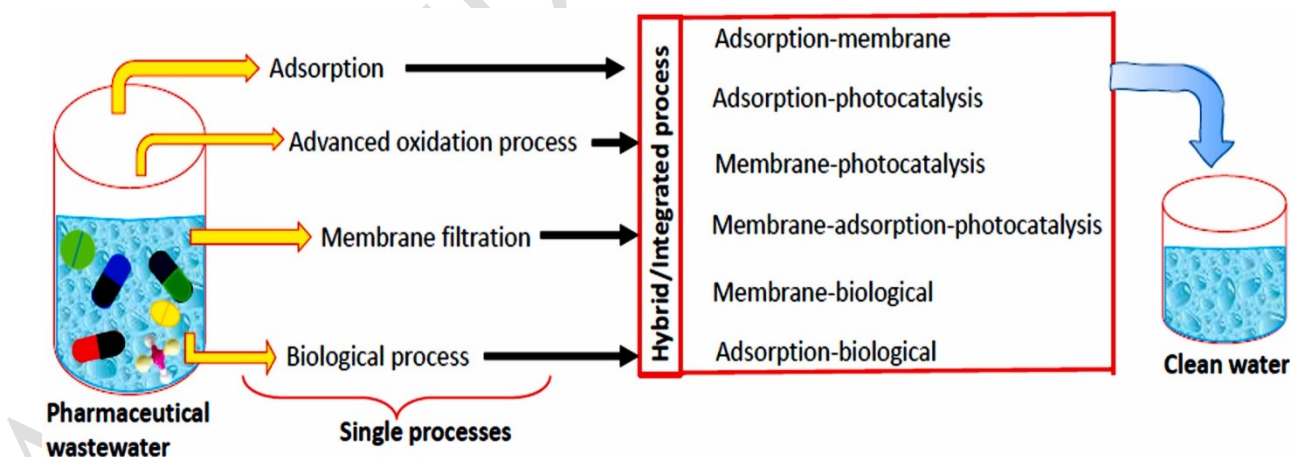 Adsorption
Advanced oxidation process
Membrane filtration
Biological process
Single processes
Pharmaceutical
wastewater
Hybrid/Integrated process
Adsorption-membrane
Adsorption-photocatalysis
Membrane-photocatalysis
Membrane-adsorption-photocatalysis
Membrane-biological
Adsorption-biological
Clean water